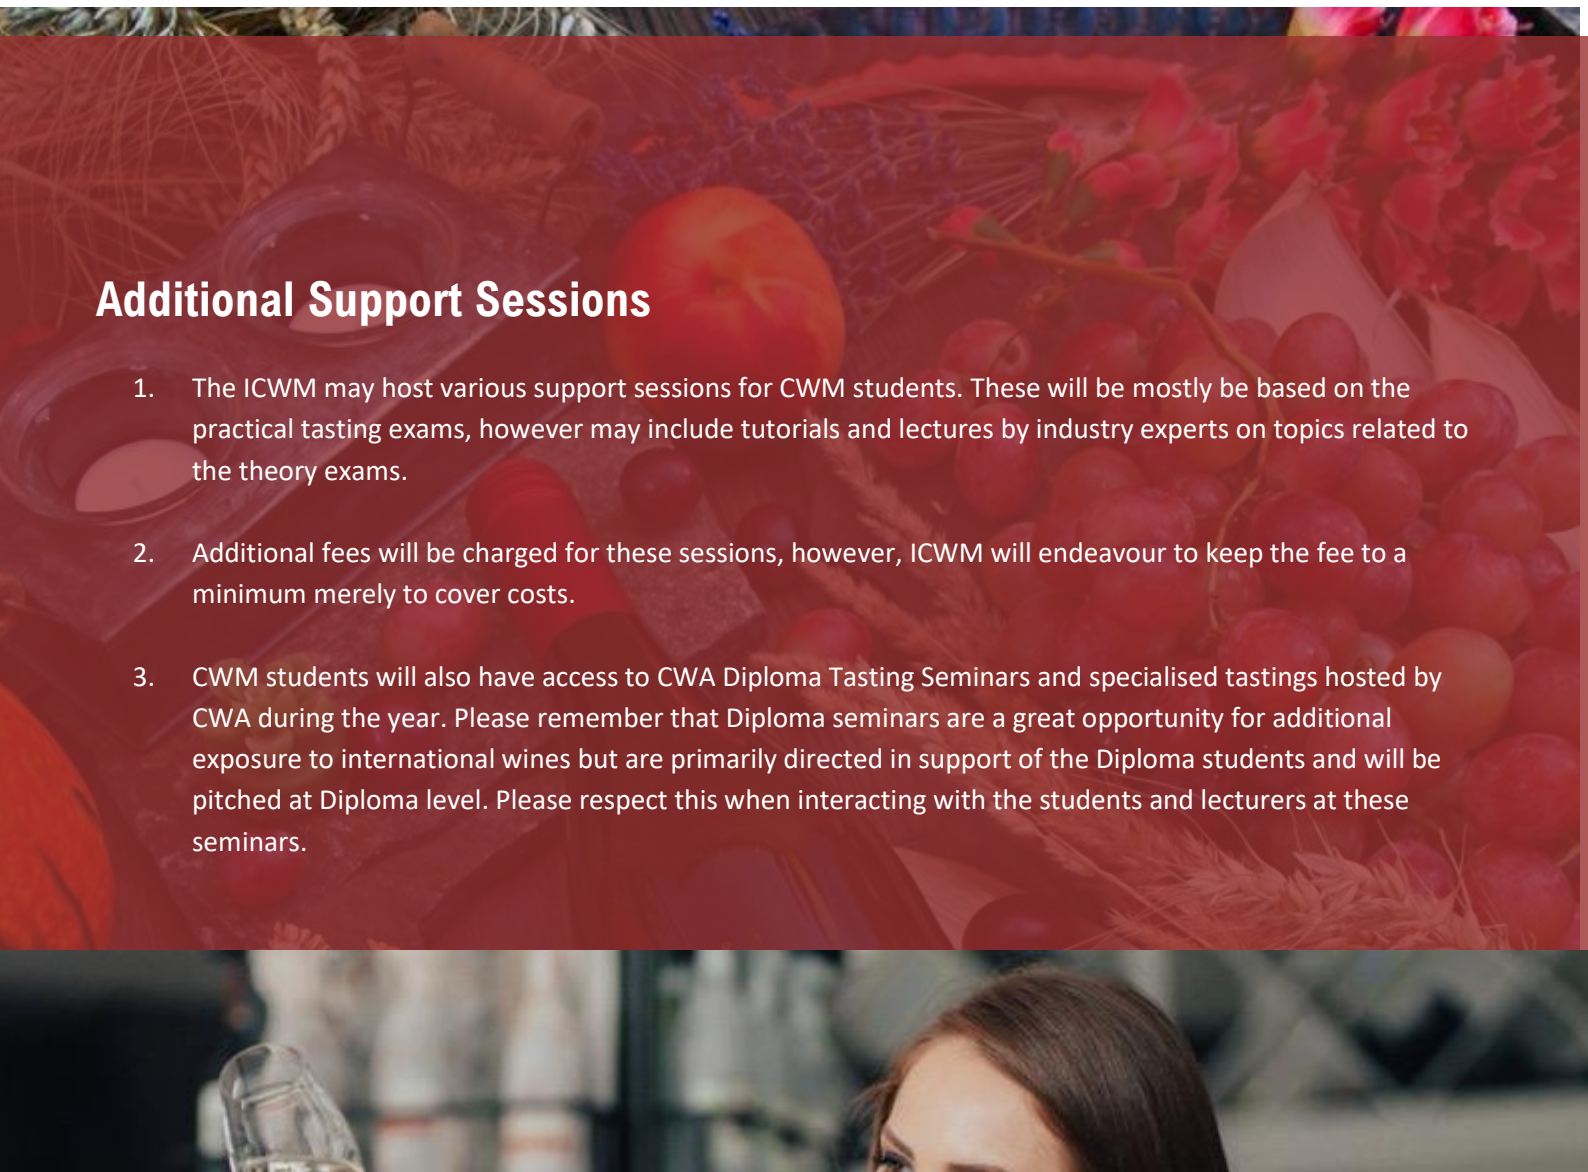 Additional Support Sessions
1. The ICWM may host various support sessions for CWM students. These will be mostly be based on the
practical tasting exams, however may include tutorials and lectures by industry experts on topics related to
the theory exams.
2. Additional fees will be charged for these sessions, however, ICWM will endeavour to keep the fee to a
minimum merely to cover costs.
3. CWM students will also have access to CWA Diploma Tasting Seminars and specialised tastings hosted by
CWA during the year. Please remember that Diploma seminars are a great opportunity for additional
exposure to international wines but are primarily directed in support of the Diploma students and will be
pitched at Diploma level. Please respect this when interacting with the students and lecturers at these
seminars.